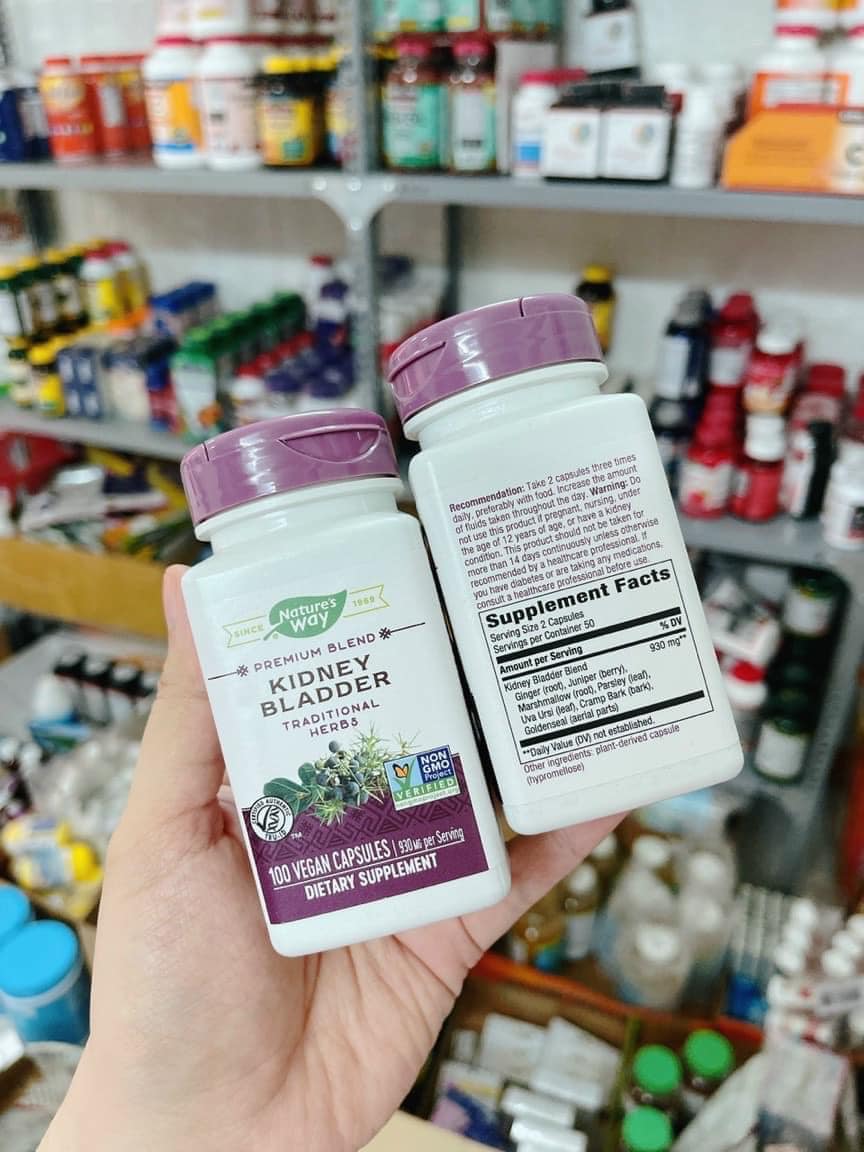 SINCE Nature's Way 1969
PREMIUM BLEND
KIDNEY
BLADDER
TRADITIONAL
HERBS
NON
GMO
Project
VERIFIED
nongmoproject.org
CERTIFIED AUTHENTIC
TRU-ID
TM
100 VEGAN CAPSULES | 930 MG per Serving
DIETARY SUPPLEMENT
Recommendation: Take 2 capsules three times
daily, preferably with food. Increase the amount
of fluids taken throughout the day. Warning: Do
not use this product if pregnant, nursing, under
the age of 12 years of age, or have a kidney
condition. This product should not be taken for
more than 14 days continuously unless otherwise
recommended by a healthcare professional. If
you have diabetes or are taking any medications,
consult a healthcare professional before use.
Supplement Facts
Serving Size 2 Capsules
Servings per Container 50
Amount per Serving % DV
Kidney Bladder Blend 930 mg**
Ginger (root), Juniper (berry),
Marshmallow (root), Parsley (leaf),
Uva Ursi (leaf), Cramp Bark (bark),
Goldenseal (aerial parts)
**Daily Value (DV) not established.
Other ingredients: plant-derived capsule
(hypromellose)